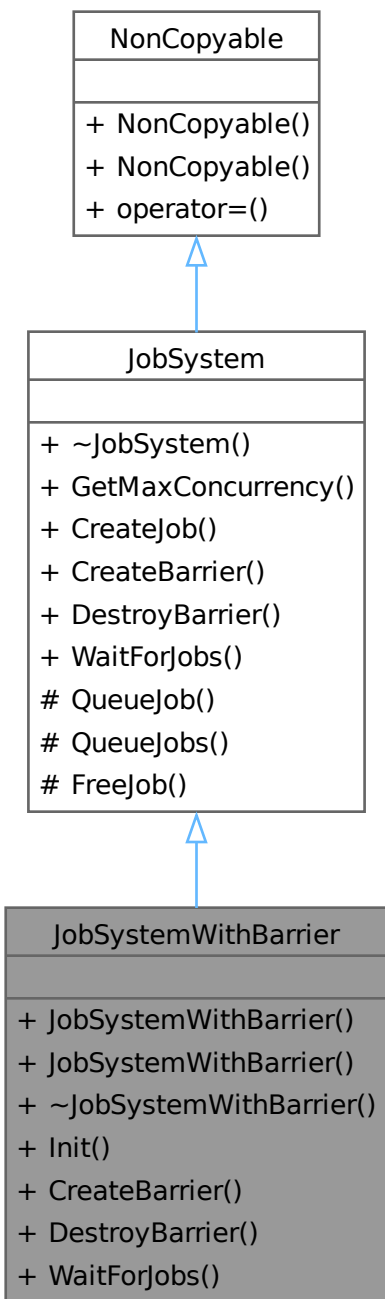 NonCopyable
+ NonCopyable()
+ NonCopyable()
+ operator=()
JobSystem
+ ~JobSystem()
+ GetMaxConcurrency()
+ CreateJob()
+ CreateBarrier()
+ DestroyBarrier()
+ WaitForJobs()
# QueueJob()
# QueueJobs()
# FreeJob()
JobSystemWithBarrier
+ JobSystemWithBarrier()
+ JobSystemWithBarrier()
+ ~JobSystemWithBarrier()
+ Init()
+ CreateBarrier()
+ DestroyBarrier()
+ WaitForJobs()